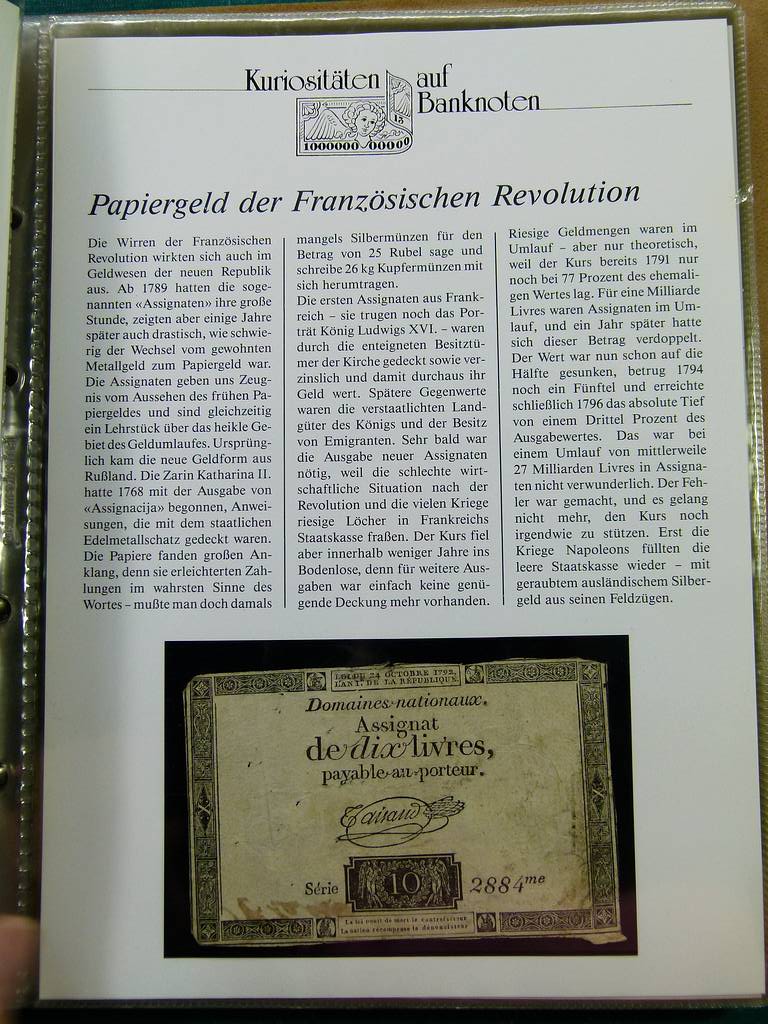 Kuriositäten auf
Banknoten
1000000 00000
15
Papiergeld der Französischen Revolution
Die Wirren der Französischen
Revolution wirkten sich auch im
Geldwesen der neuen Republik
aus. Ab 1789 hatten die soge-
nannten «Assignaten» ihre große
Stunde, zeigten aber einige Jahre
später auch drastisch, wie schwie-
rig der Wechsel vom gewohnten
Metallgeld zum Papiergeld war.
Die Assignaten geben uns Zeug-
nis vom Aussehen des frühen Pa-
piergeldes und sind gleichzeitig
ein Lehrstück über das heikle Ge-
biet des Geldumlaufes. Ursprüng-
lich kam die neue Geldform aus
Rußland. Die Zarin Katharina II.
hatte 1768 mit der Ausgabe von
«Assignacija» begonnen, Anwei-
sungen, die mit dem staatlichen
Edelmetallschatz gedeckt waren.
Die Papiere fanden großen An-
klang, denn sie erleichterten Zah-
lungen im wahrsten Sinne des
Wortes – mußte man doch damals
mangels Silbermünzen für den
Betrag von 25 Rubel sage und
schreibe 26 kg Kupfermünzen mit
sich herumtragen.
Die ersten Assignaten aus Frank-
reich – sie trugen noch das Por-
trät König Ludwigs XVI. – waren
durch die enteigneten Besitztü-
mer der Kirche gedeckt sowie ver-
zinslich und damit durchaus ihr
Geld wert. Spätere Gegenwerte
waren die verstaatlichten Land-
güter des Königs und der Besitz
von Emigranten. Sehr bald war
die Ausgabe neuer Assignaten
nötig, weil die schlechte wirt-
schaftliche Situation nach der
Revolution und die vielen Kriege
riesige Löcher in Frankreichs
Staatskasse fraßen. Der Kurs fiel
aber innerhalb weniger Jahre ins
Bodenlose, denn für weitere Aus-
gaben war einfach keine genü-
gende Deckung mehr vorhanden.
Riesige Geldmengen waren im
Umlauf – aber nur theoretisch,
weil der Kurs bereits 1791 nur
noch bei 77 Prozent des ehemali-
gen Wertes lag. Für eine Milliarde
Livres waren Assignaten im Um-
lauf, und ein Jahr später hatte
sich dieser Betrag verdoppelt.
Der Wert war nun schon auf die
Hälfte gesunken, betrug 1794
noch ein Fünftel und erreichte
schließlich 1796 das absolute Tief
von einem Drittel Prozent des
Ausgabewertes. Das war bei
einem Umlauf von mittlerweile
27 Milliarden Livres in Assigna-
ten nicht verwunderlich. Der Feh-
ler war gemacht, und es gelang
nicht mehr, den Kurs noch
irgendwie zu stützen. Erst die
Kriege Napoleons füllten die
leere Staatskasse wieder – mit
geraubtem ausländischem Silber-
geld aus seinen Feldzügen.
LOI DU 24 OCTOBRE 1792,
L'AN 1. DE LA RÉPUBLIQUE
Domaines nationaux.
Assignat
de dix livres,
payable au porteur.
Taisaud
Série 10 2884me
La loi punit de mort le contrefacteur
La nation récompense le dénonciateur